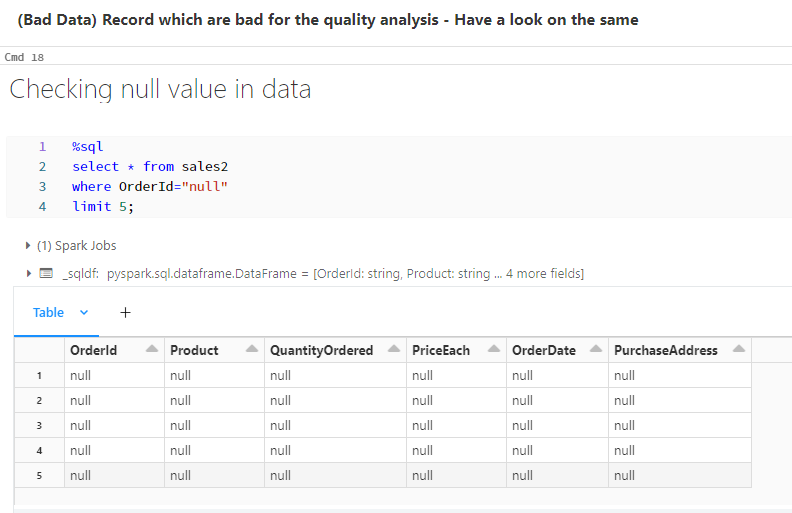 (Bad Data) Record which are bad for the quality analysis - Have a look on the same
Cmd 18
Checking null value in data
1 %sql
2 select * from sales2
3 where OrderId="null"
4 limit 5;
(1) Spark Jobs
_sqldf: pyspark.sql.dataframe.DataFrame = [OrderId: string, Product: string ... 4 more fields]
Table +
OrderId Product QuantityOrdered PriceEach OrderDate PurchaseAddress
1 null null null null null null
2 null null null null null null
3 null null null null null null
4 null null null null null null
5 null null null null null null